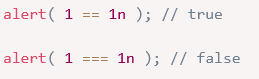 alert( 1 == 1n ); // true
alert( 1 === 1n ); // false